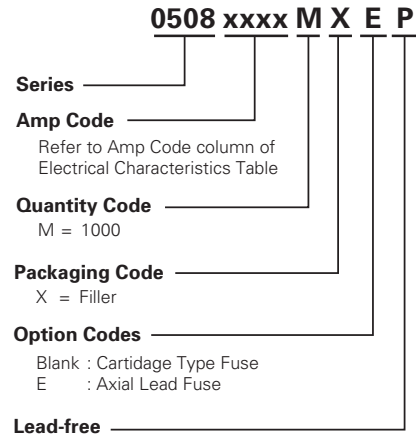 0508 xxxx M X E P
Series
Amp Code
Refer to Amp Code column of
Electrical Characteristics Table
Quantity Code
M = 1000
Packaging Code
X = Filler
Option Codes
Blank : Cartidage Type Fuse
E : Axial Lead Fuse
Lead-free